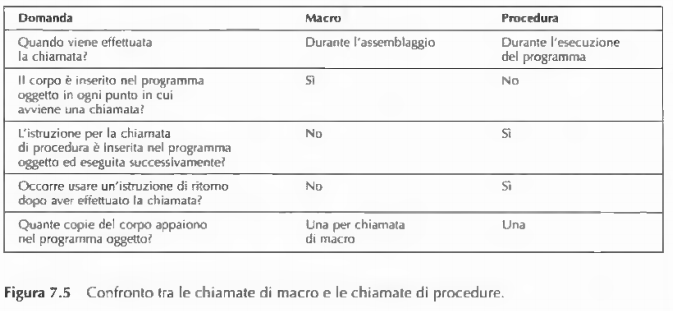 Domanda Macro Procedura
Quando viene effettuata Durante l'assemblaggio Durante l'esecuzione
la chiamata? del programma
Il corpo è inserito nel programma Sì No
oggetto in ogni punto in cui
avviene una chiamata?
L'istruzione per la chiamata No Sì
di procedura è inserita nel programma
oggetto ed eseguita successivamente?
Occorre usare un'istruzione di ritorno No Sì
dopo aver effettuato la chiamata?
Quante copie del corpo appaiono Una per chiamata Una
nel programma oggetto? di macro
Figura 7.5 Confronto tra le chiamate di macro e le chiamate di procedure.